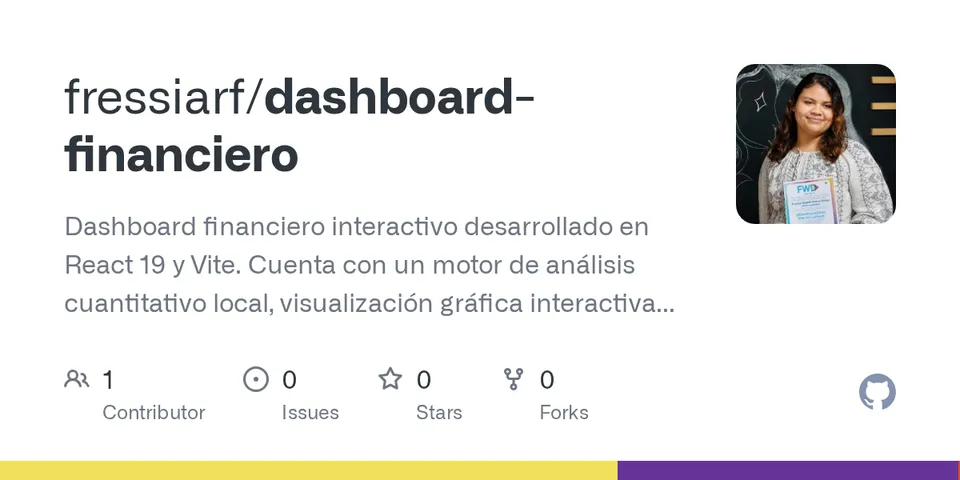 fressiarf/dashboard-
financiero
Dashboard financiero interactivo desarrollado en
React 19 y Vite. Cuenta con un motor de análisis
cuantitativo local, visualización gráfica interactiva...
1
Contributor
0
Issues
0
Stars
0
Forks
FWD